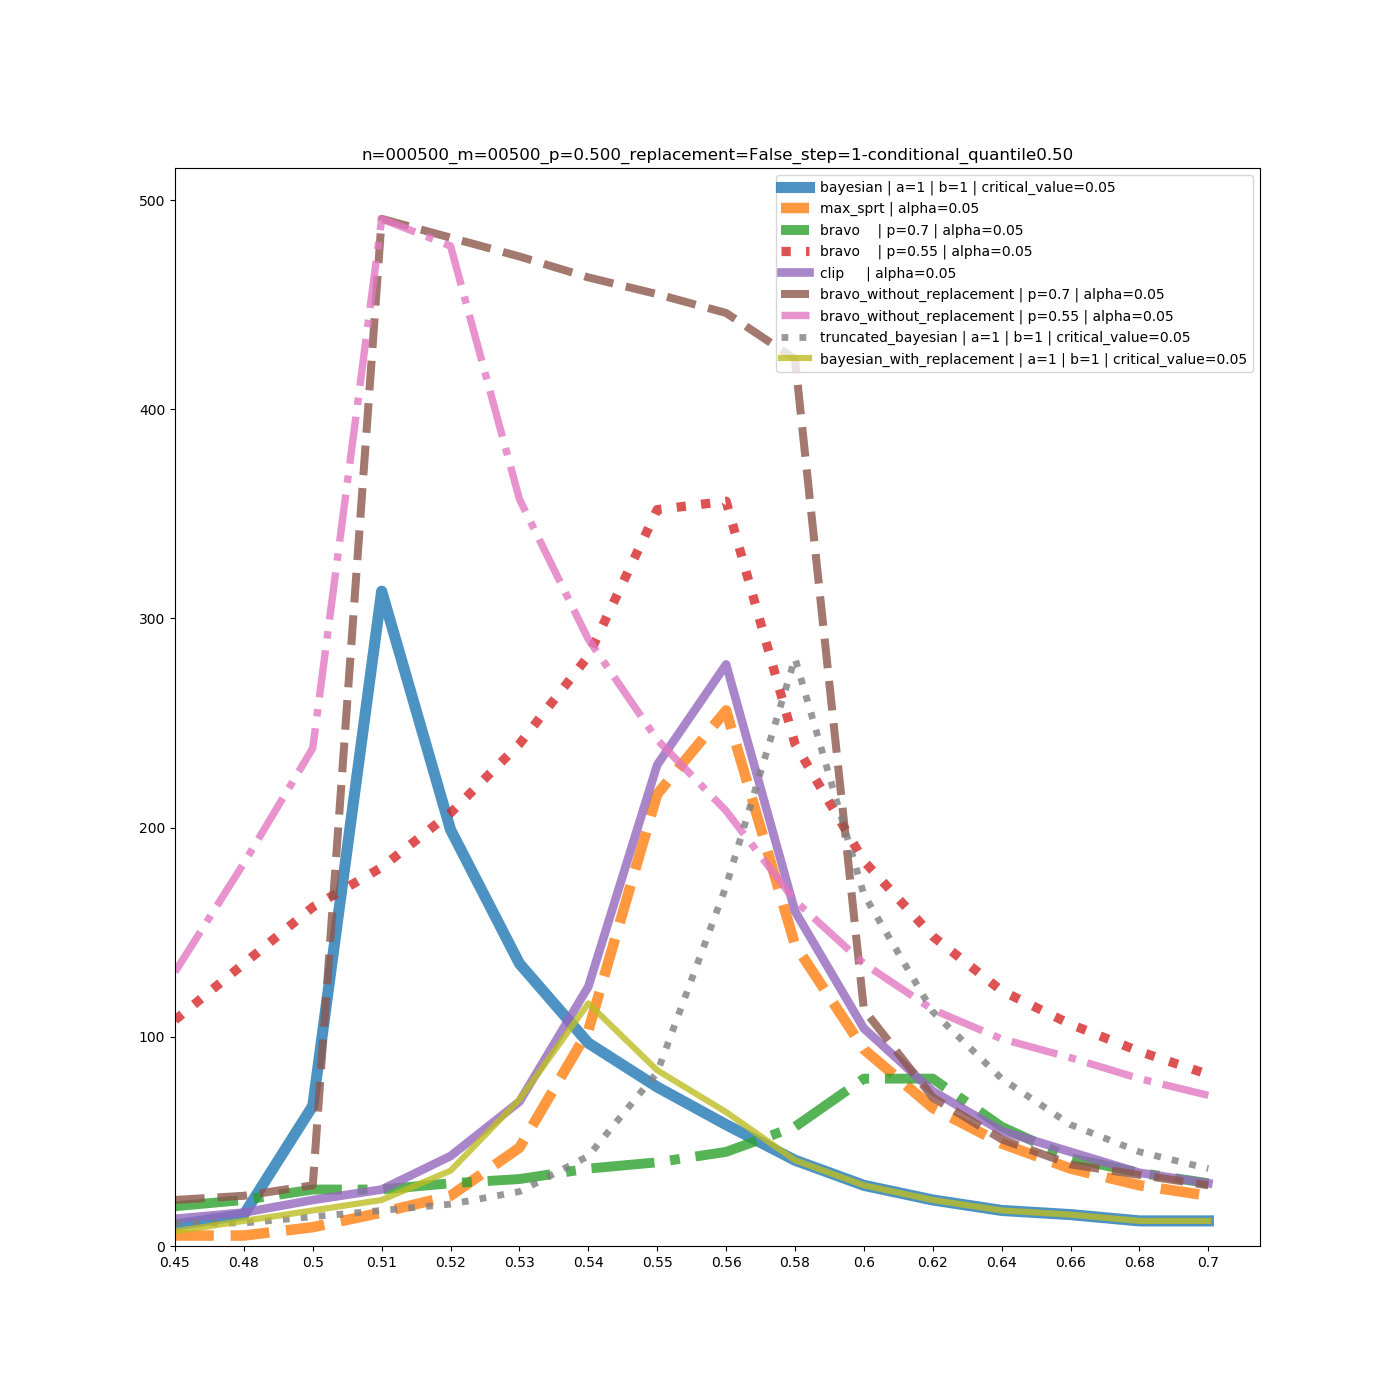 n=000500_m=00500_p=0.500_replacement=False_step=1-conditional_quantile0.50
bayesian | a=1 | b=1 | critical_value=0.05
max_sprt | alpha=0.05
bravo    | p=0.7 | alpha=0.05
bravo    | p=0.55 | alpha=0.05
clip     | alpha=0.05
bravo_without_replacement | p=0.7 | alpha=0.05
bravo_without_replacement | p=0.55 | alpha=0.05
truncated_bayesian | a=1 | b=1 | critical_value=0.05
bayesian_with_replacement | a=1 | b=1 | critical_value=0.05
500
400
300
200
100
0
0.45 0.48 0.5 0.51 0.52 0.53 0.54 0.55 0.56 0.58 0.6 0.62 0.64 0.66 0.68 0.7